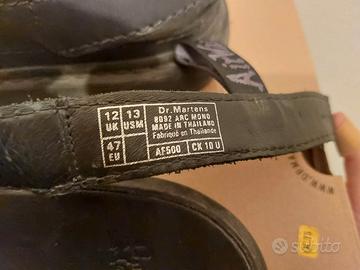 12
UK
13
USM
47
EU
Dr.Martens
8092 ARC MONO
MADE IN THAILAND
Fabriqué en Thaïlande
AF500
CX 10 U
subito